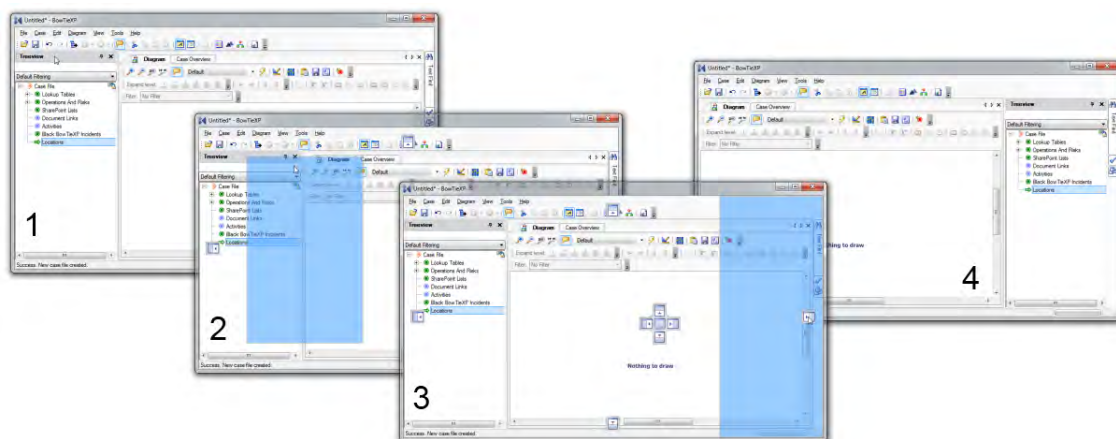 Untitled* - BowTieXP
File Case Edit Diagram View Tools Help
Treeview
Diagram Case Overview
Default Filtering
Default
Case file
Lookup Tables
Operations And Risks
SharePoint Lists
Document Links
Activities
Black BowTieXP Incidents
Locations
Expand level:
Filter: No Filter
Text Find
1
Success. New case file created.
Untitled* - BowTieXP
File Case Edit Diagram View Tools Help
Treeview
Diagram Case Overview
Default Filtering
Default
Case file
Lookup Tables
Operations And Risks
SharePoint Lists
Document Links
Activities
Black BowTieXP Incidents
Locations
2
Success. New case file created.
Untitled* - BowTieXP
File Case Edit Diagram View Tools Help
Treeview
Diagram Case Overview
Default Filtering
Default
Case file
Lookup Tables
Operations And Risks
SharePoint Lists
Document Links
Activities
Black BowTieXP Incidents
Locations
Expand level:
Filter: No Filter
Text Find
Nothing to draw
3
Success. New case file created.
Untitled* - BowTieXP
File Case Edit Diagram View Tools Help
Diagram Case Overview
Default
Expand level:
Filter: No Filter
Treeview
Default Filtering
Case file
Lookup Tables
Operations And Risks
SharePoint Lists
Document Links
Activities
Black BowTieXP Incidents
Locations
Text Find
thing to draw
4